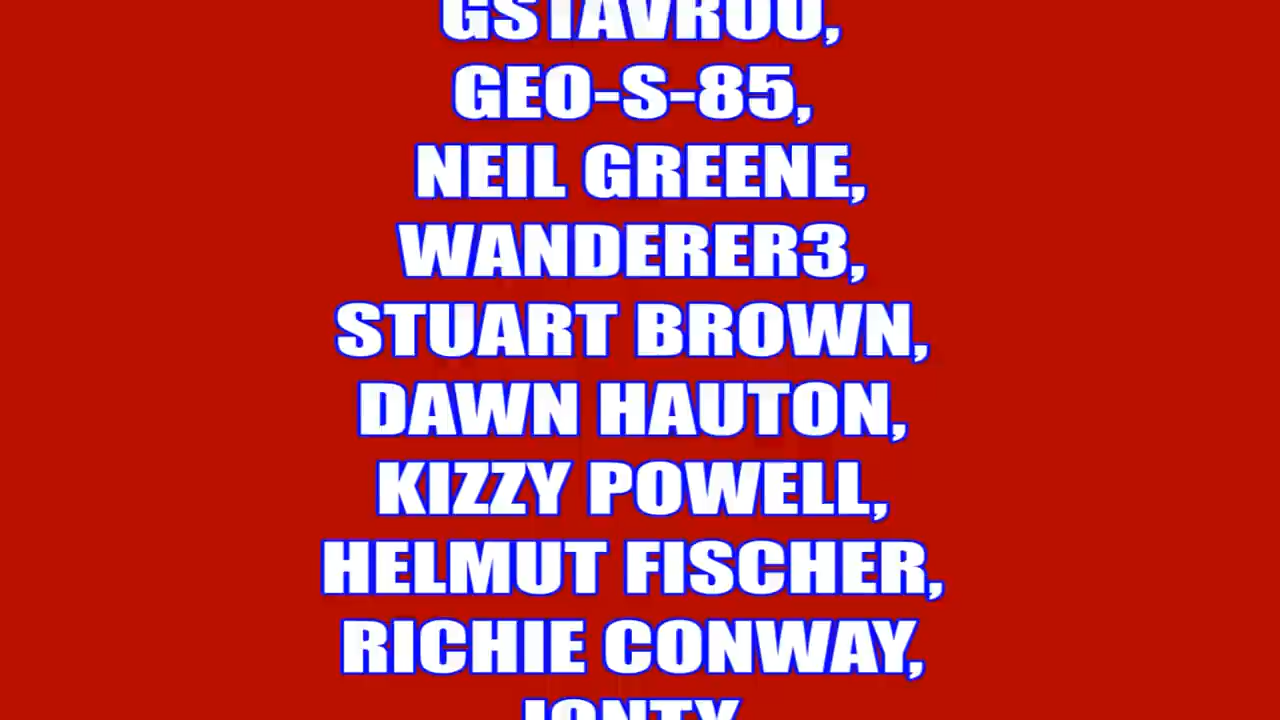 GSTAVROU,
GEO-S-85,
NEIL GREENE,
WANDERER3,
STUART BROWN,
DAWN HAUTON,
KIZZY POWELL,
HELMUT FISCHER,
RICHIE CONWAY,
JONTY,